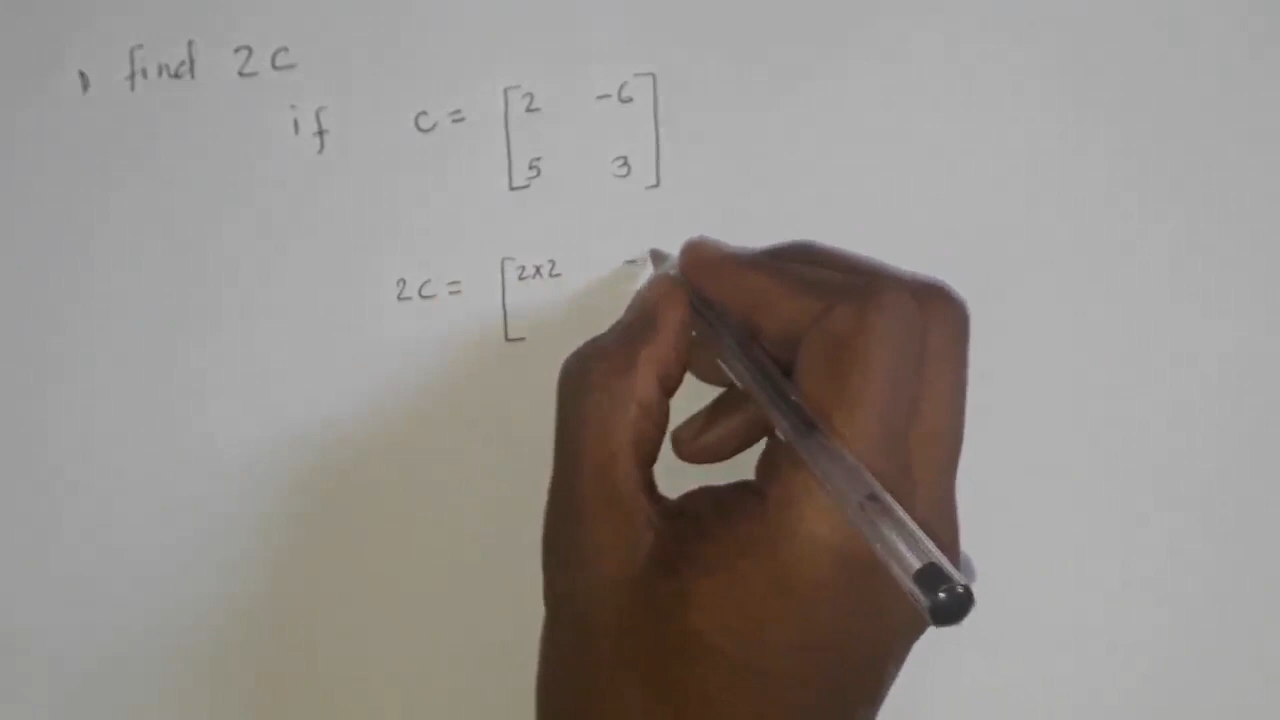 ) find 2C
if C = [2 -6
5 3]
2C = [2x2 -